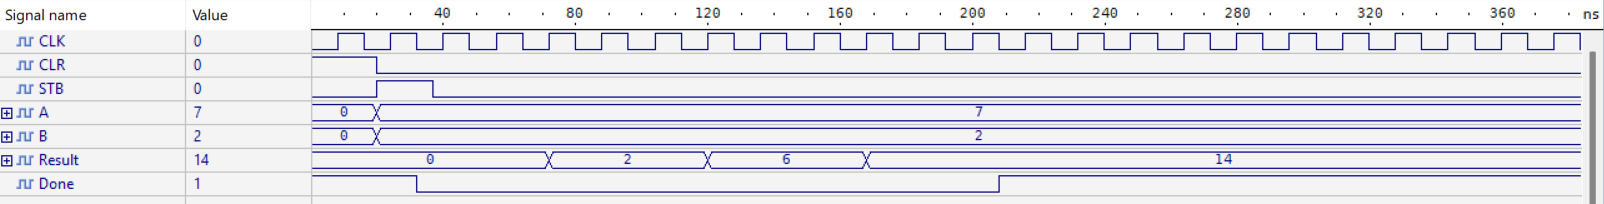 Signal name Value 40 80 120 160 200 240 280 320 360 ns
CLK 0
CLR 0
STB 0
A 7 0 7
B 2 0 2
Result 14 0 2 6 14
Done 1